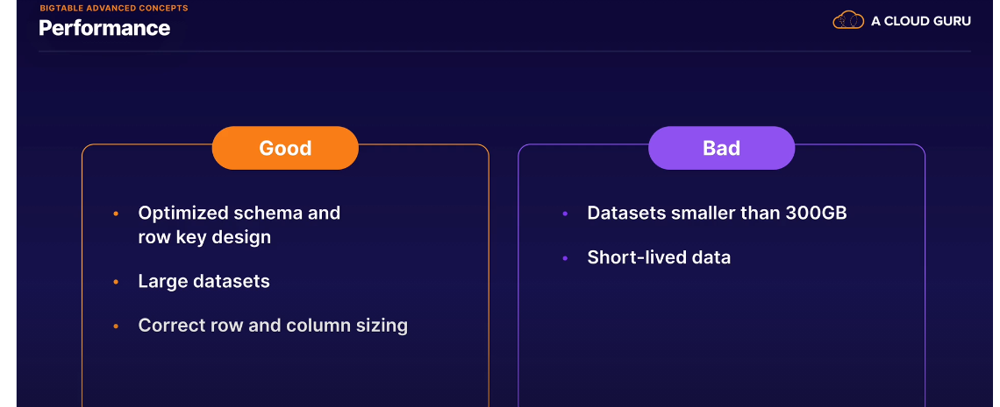 BIGTABLE ADVANCED CONCEPTS
Performance
A CLOUD GURU
Good
Optimized schema and
row key design
Large datasets
Correct row and column sizing
Bad
Datasets smaller than 300GB
Short-lived data